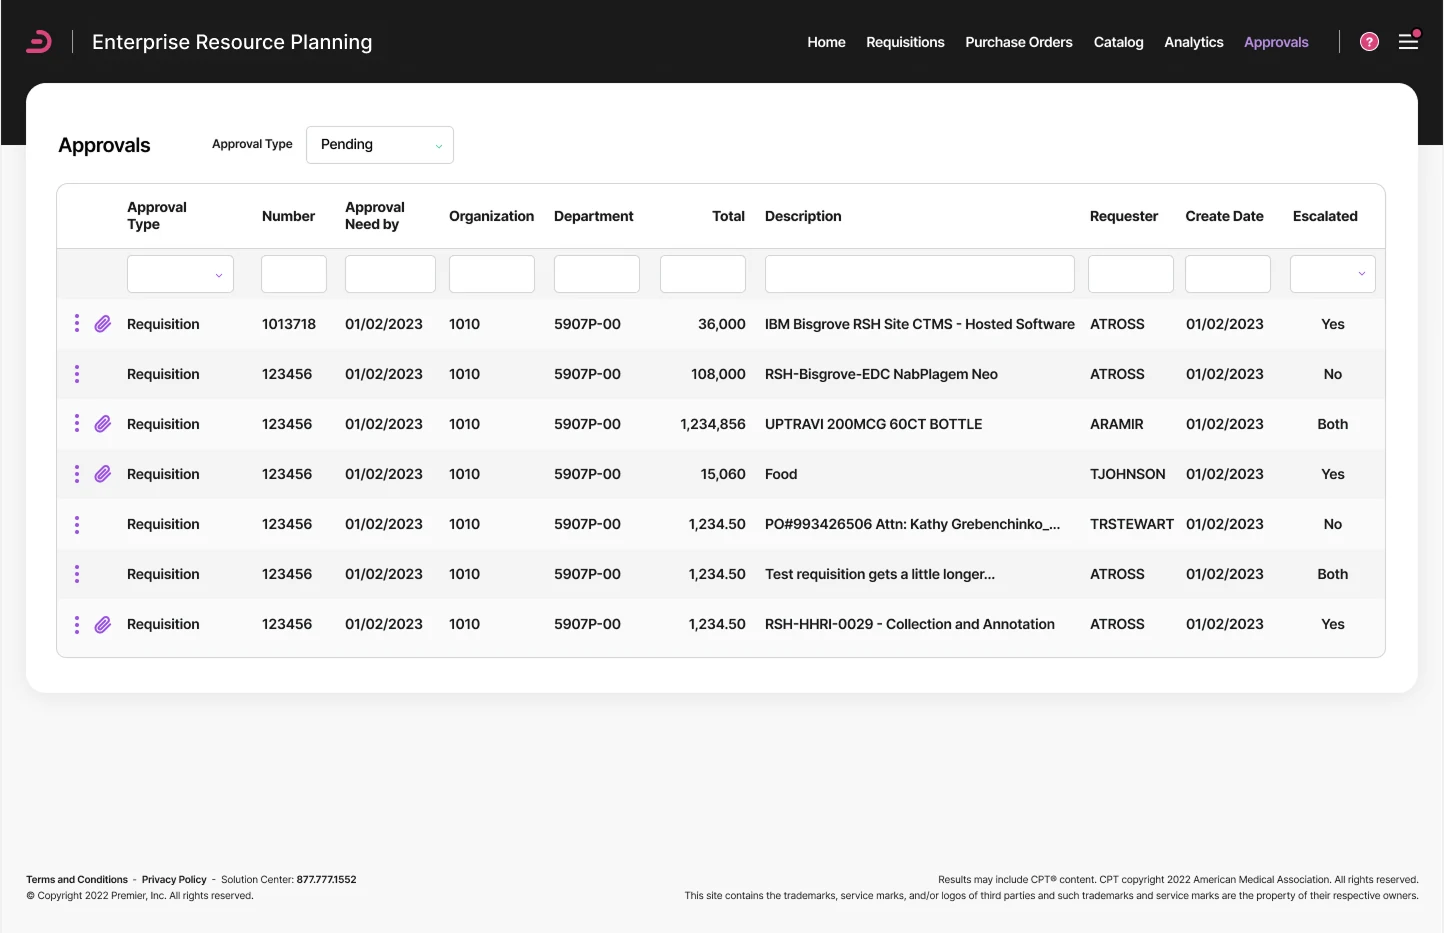 Enterprise Resource Planning
Home Requisitions Purchase Orders Catalog Analytics Approvals ?
Approvals Approval Type Pending
Approval Type Number Approval Need by Organization Department Total Description Requester Create Date Escalated
Requisition 1013718 01/02/2023 1010 5907P-00 36,000 IBM Bisgrove RSH Site CTMS - Hosted Software ATROSS 01/02/2023 Yes
Requisition 123456 01/02/2023 1010 5907P-00 108,000 RSH-Bisgrove-EDC NabPlagem Neo ATROSS 01/02/2023 No
Requisition 123456 01/02/2023 1010 5907P-00 1,234,856 UPTRAVI 200MCG 60CT BOTTLE ARAMIR 01/02/2023 Both
Requisition 123456 01/02/2023 1010 5907P-00 15,060 Food TJOHNSON 01/02/2023 Yes
Requisition 123456 01/02/2023 1010 5907P-00 1,234.50 PO#993426506 Attn: Kathy Grebenchinko_... TRSTEWART 01/02/2023 No
Requisition 123456 01/02/2023 1010 5907P-00 1,234.50 Test requisition gets a little longer... ATROSS 01/02/2023 Both
Requisition 123456 01/02/2023 1010 5907P-00 1,234.50 RSH-HHRI-0029 - Collection and Annotation ATROSS 01/02/2023 Yes
Terms and Conditions - Privacy Policy - Solution Center: 877.777.1552
© Copyright 2022 Premier, Inc. All rights reserved.
Results may include CPT® content. CPT copyright 2022 American Medical Association. All rights reserved.
This site contains the trademarks, service marks, and/or logos of third parties and such trademarks and service marks are the property of their respective owners.